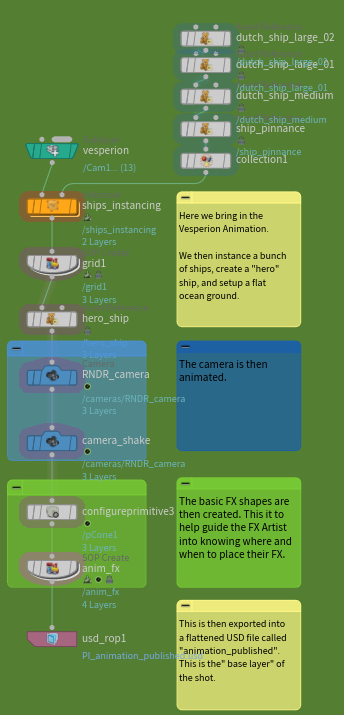 dutch_ship_large_02
dutch_ship_large_01
/dutch_ship_large_01
dutch_ship_medium
/dutch_ship_medium
ship_pinnance
/ship_pinnance
collection1
vesperion
/Cam1... (13)
ships_instancing
/ships_instancing
2 Layers
grid1
/grid1
3 Layers
hero_ship
3 Layers
RNDR_camera
/cameras/RNDR_camera
3 Layers
camera_shake
/cameras/RNDR_camera
3 Layers
configureprimitive3
/pCone1
3 Layers
SOP Create
anim_fx
/anim_fx
4 Layers
usd_rop1
Here we bring in the
Vesperion Animation.
We then instance a bunch
of ships, create a "hero"
ship, and setup a flat
ocean ground.
The camera is then
animated.
The basic FX shapes are
then created. This it to
help guide the FX Artist
into knowing where and
when to place their FX.
This is then exported into
a flattened USD file called
"animation_published".
This is the" base layer" of
the shot.